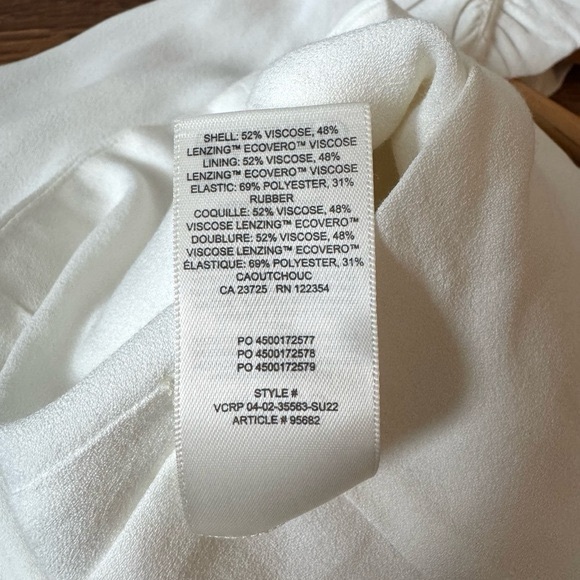 SHELL: 52% VISCOSE, 48%
LENZING™ ECOVERO™ VISCOSE
LINING: 52% VISCOSE, 48%
LENZING™ ECOVERO™ VISCOSE
ELASTIC: 69% POLYESTER, 31%
RUBBER
COQUILLE: 52% VISCOSE, 48%
VISCOSE LENZING™ ECOVERO™
DOUBLURE: 52% VISCOSE, 48%
VISCOSE LENZING™ ECOVERO™
ÉLASTIQUE: 69% POLYESTER, 31%
CAOUTCHOUC
CA 23725 RN 122354
PO 4500172577
PO 4500172578
PO 4500172579
STYLE #
VCRP 04-02-35563-SU22
ARTICLE # 95682